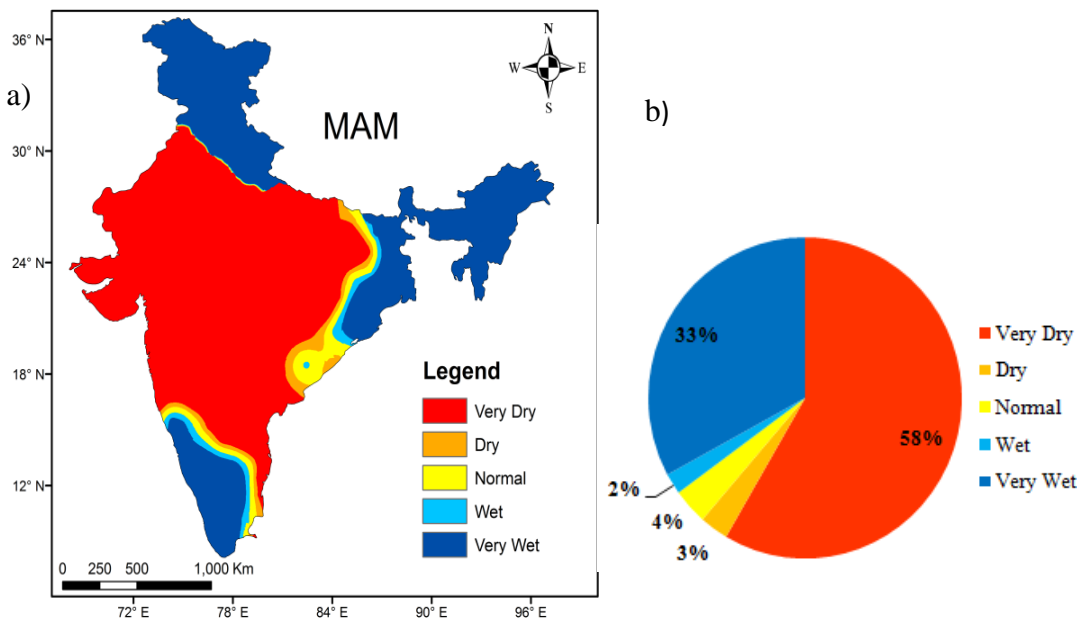 a)
36° N
30° N
24° N
18° N
12° N
N
W E
S
MAM
Legend
Very Dry
Dry
Normal
Wet
Very Wet
0 250 500 1,000 Km
72° E 78° E 84° E 90° E 96° E
b)
33%
58%
2%
4%
3%
Very Dry
Dry
Normal
Wet
Very Wet